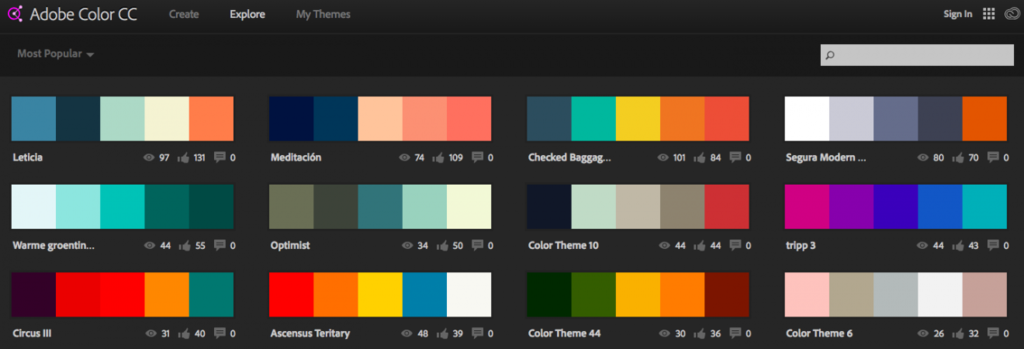 Adobe Color CC Create Explore My Themes Sign In
Most Popular
Leticia 97 131 0 Meditación 74 109 0 Checked Baggag... 101 84 0 Segura Modern ... 80 70 0
Warme groentin... 44 55 0 Optimist 34 50 0 Color Theme 10 44 44 0 tripp 3 44 43 0
Circus III 31 40 0 Ascensus Teritary 48 39 0 Color Theme 44 30 36 0 Color Theme 6 26 32 0